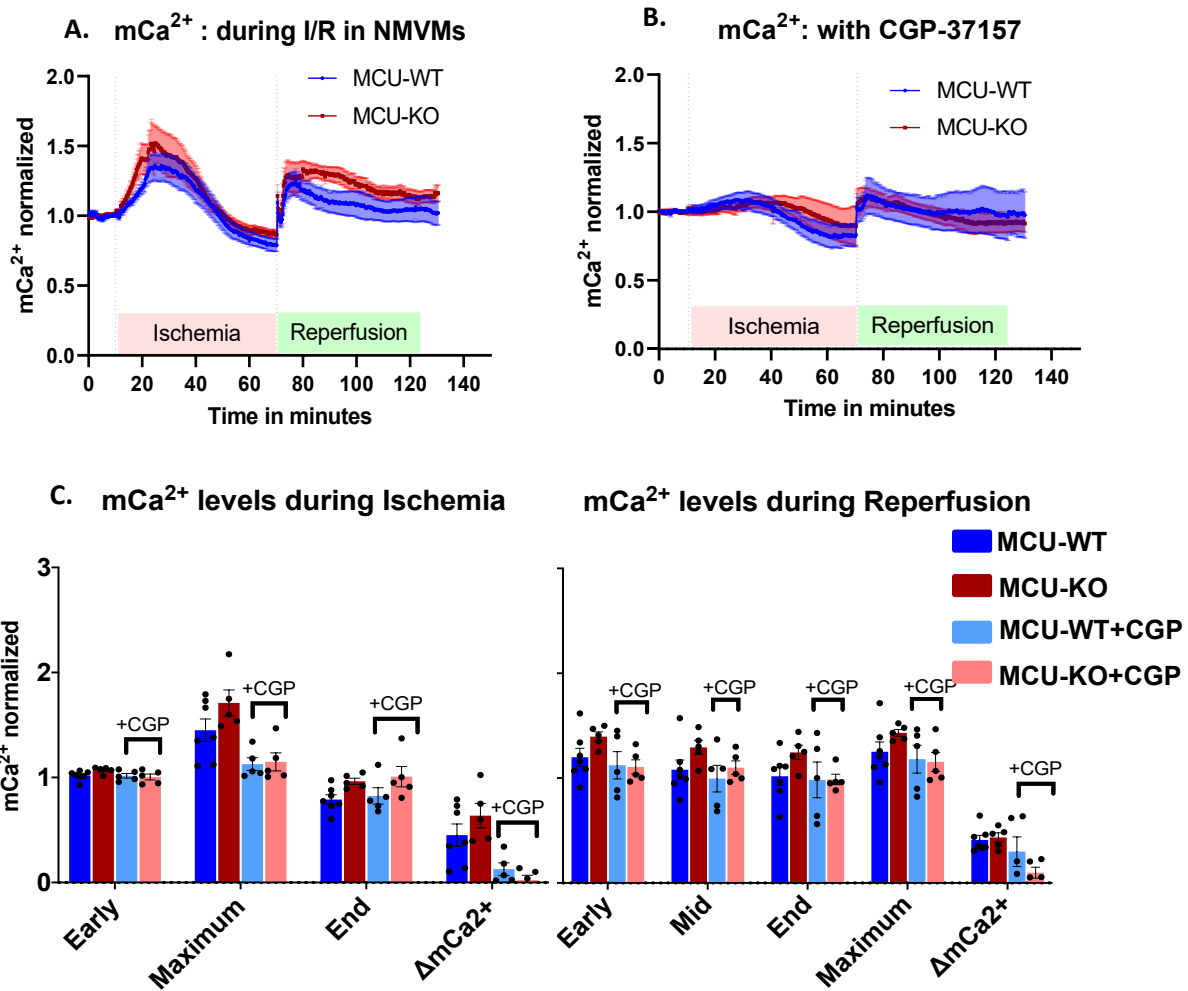 A. mCa²⁺ : during I/R in NMVMs
MCU-WT
MCU-KO
mCa²⁺ normalized
2.0
1.5
1.0
0.5
0.0
Ischemia
Reperfusion
0 20 40 60 80 100 120 140
Time in minutes
B. mCa²⁺: with CGP-37157
MCU-WT
MCU-KO
mCa²⁺ normalized
2.0
1.5
1.0
0.5
0.0
Ischemia
Reperfusion
0 20 40 60 80 100 120 140
Time in minutes
C. mCa²⁺ levels during Ischemia
mCa²⁺ normalized
3
2
1
0
+CGP
+CGP
+CGP
+CGP
Early
Maximum
End
ΔmCa2+
mCa²⁺ levels during Reperfusion
MCU-WT
MCU-KO
MCU-WT+CGP
MCU-KO+CGP
+CGP
+CGP
+CGP
+CGP
+CGP
Early
Mid
End
Maximum
ΔmCa2+